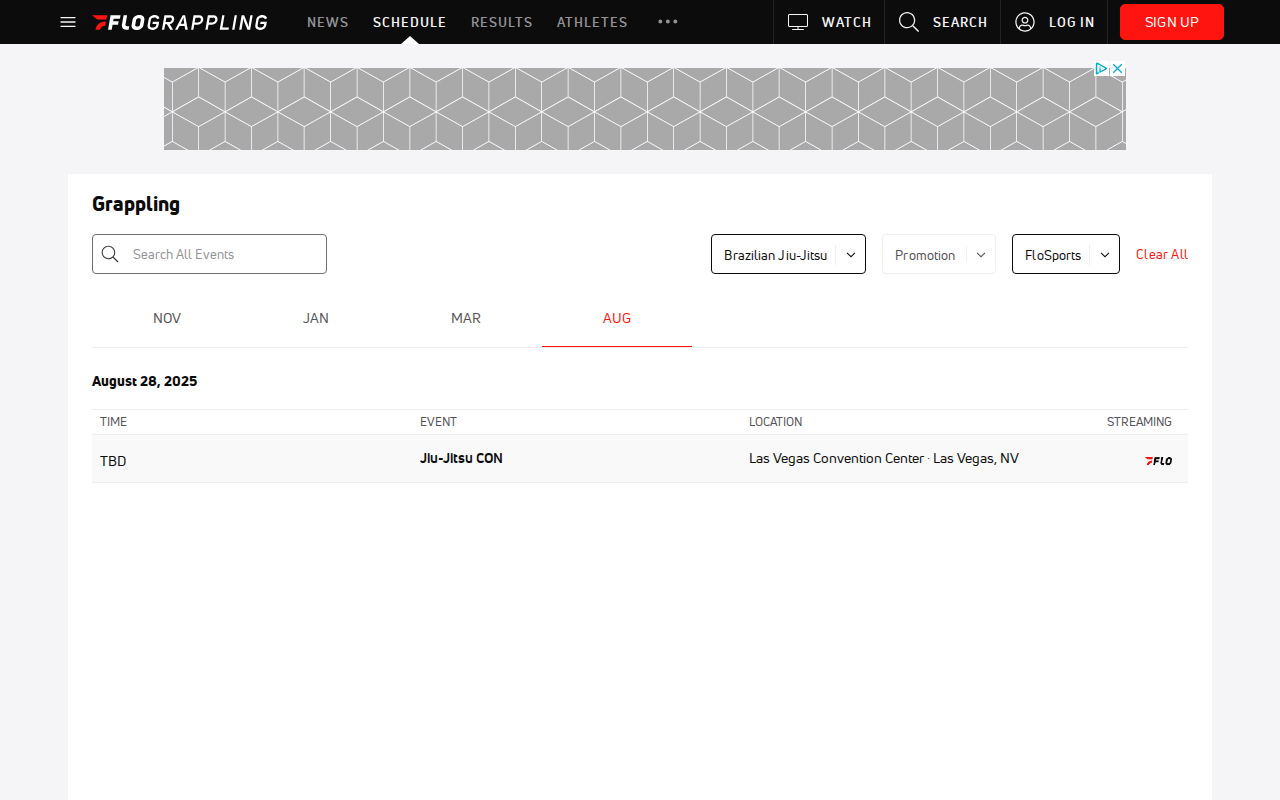 FLOGRAPPLING NEWS SCHEDULE RESULTS ATHLETES WATCH SEARCH LOG IN SIGN UP
Grappling
Search All Events Brazilian Jiu-Jitsu Promotion FloSports Clear All
NOV JAN MAR AUG
August 28, 2025
TIME EVENT LOCATION STREAMING
TBD Jiu-Jitsu CON Las Vegas Convention Center · Las Vegas, NV FLO